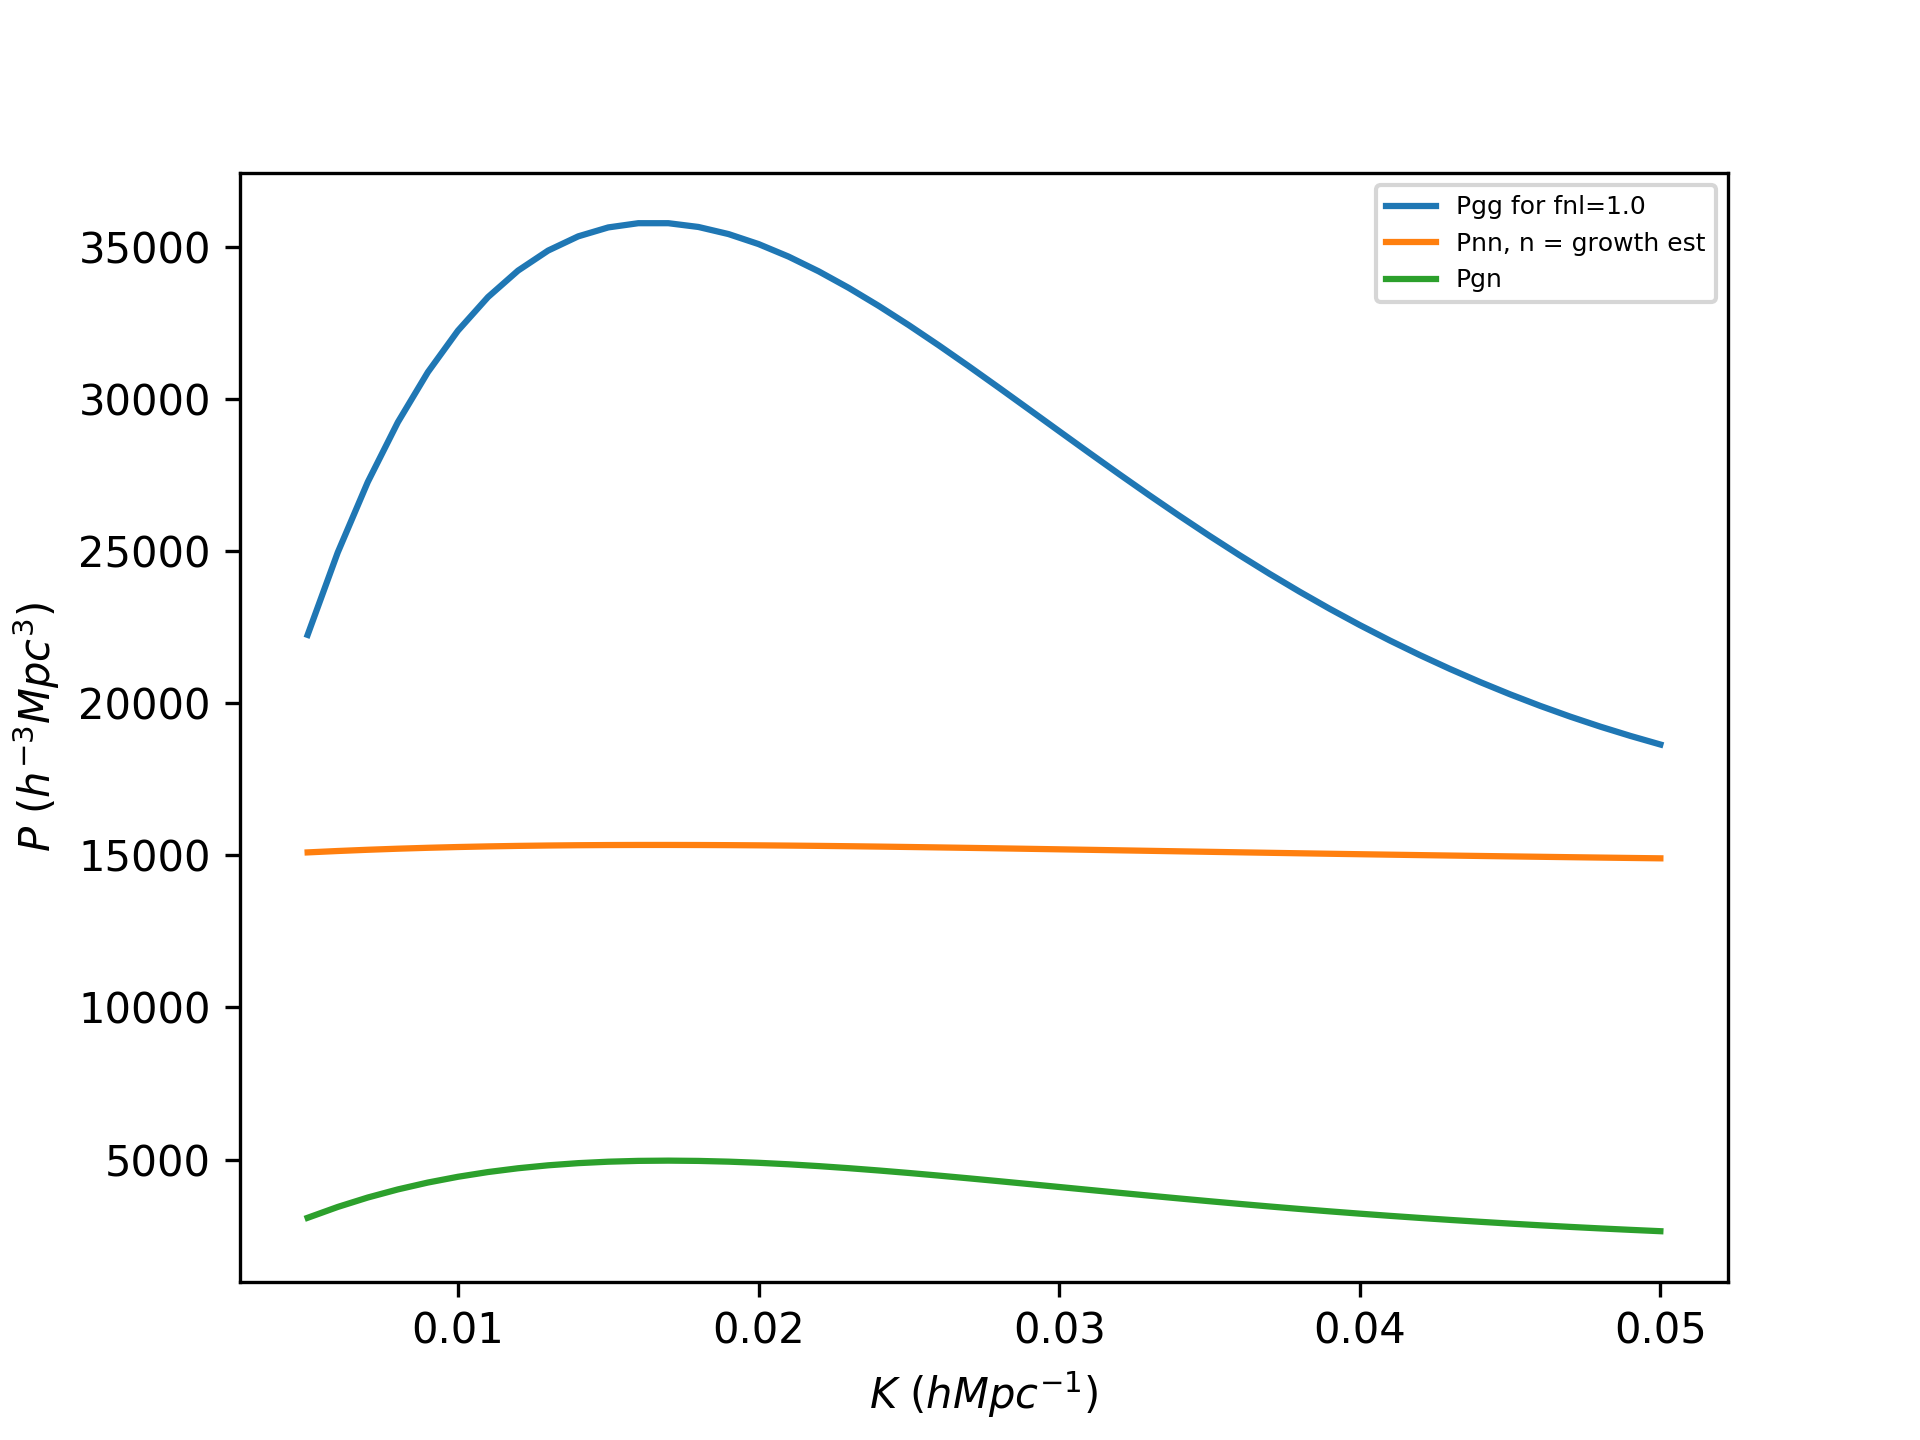 Pgg for fnl=1.0
Pnn, n = growth est
Pgn
35000
30000
25000
20000
15000
10000
5000
P (h⁻³Mpc³)
0.01 0.02 0.03 0.04 0.05
K (hMpc⁻¹)